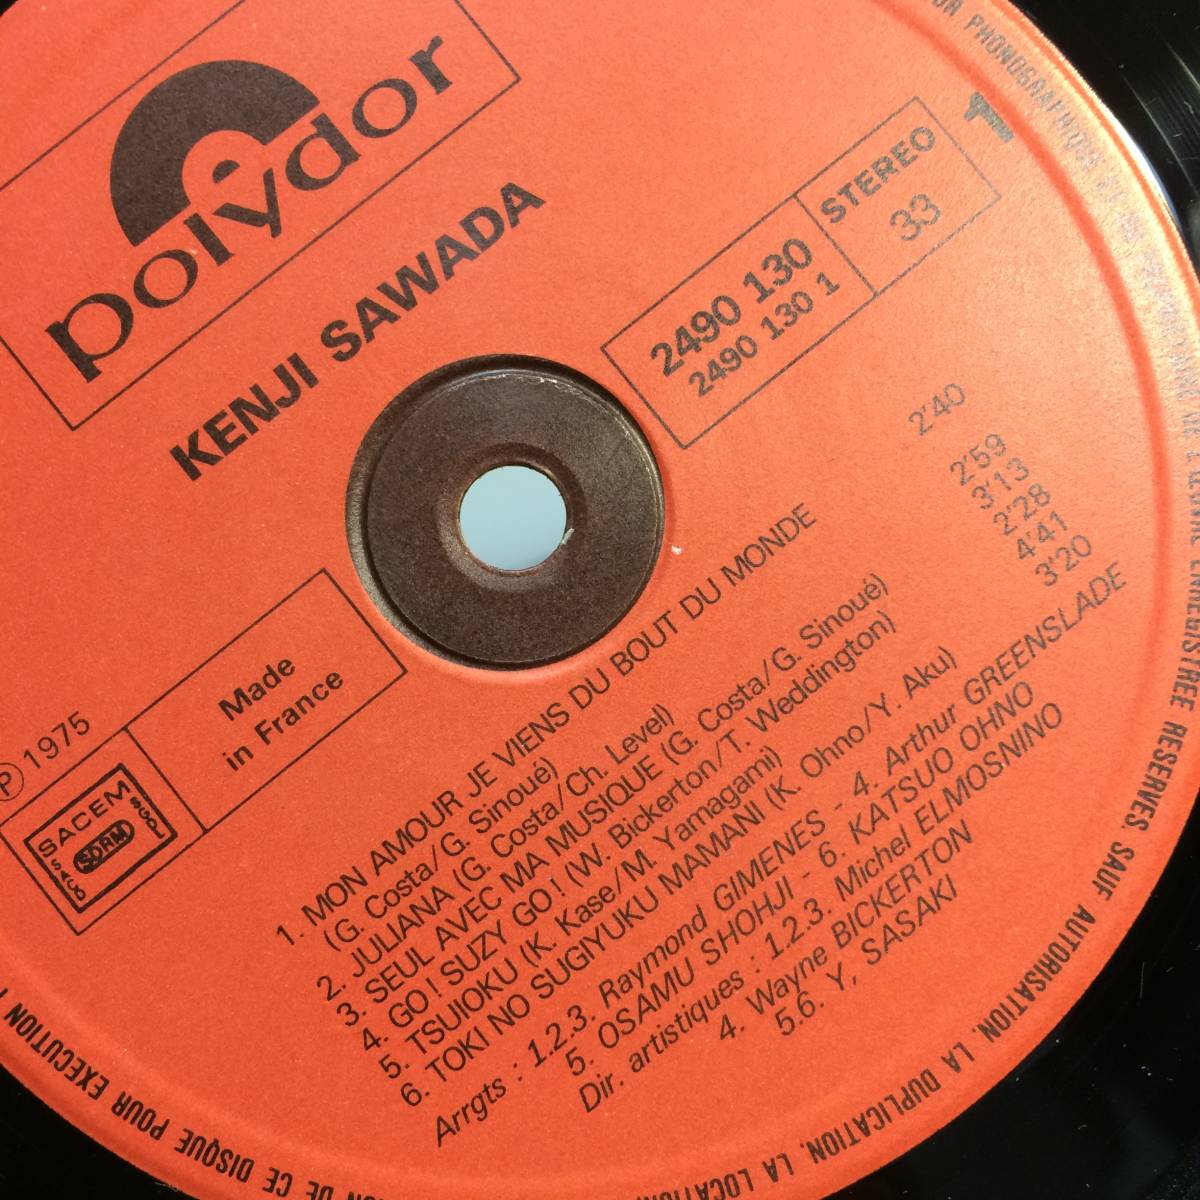 polydor
KENJI SAWADA
2490 130
2490 130 1
STEREO
33
1
Made
in France
℗ 1975
SACEM
SACD
SDRM
SGDL
1. MON AMOUR JE VIENS DU BOUT DU MONDE
(G. Costa/G. Sinoué) 2'40
2. JULIANA (G. Costa/Ch. Level) 2'59
3. SEUL AVEC MA MUSIQUE (G. Costa/G. Sinoué) 3'13
4. GO! SUZY GO! (W. Bickerton/T. Weddington) 2'28
5. TSUIOKU (K. Kase/M. Yamagami) 4'41
6. TOKI NO SUGIYUKU MAMANI (K. Ohno/Y. Aku) 3'20
Arrgts : 1.2.3. Raymond GIMENES - 4. Arthur GREENSLADE
5. OSAMU SHOHJI - 6. KATSUO OHNO
Dir. artistiques : 1.2.3. Michel ELMOSNINO
4. Wayne BICKERTON
5.6. Y, SASAKI
PHONOGRAPHIQUE ENREGISTREE RESERVES. SAUF AUTORISATION, LA DUPLICATION, LA LOCATION
DE CE DISQUE POUR EXECUTION